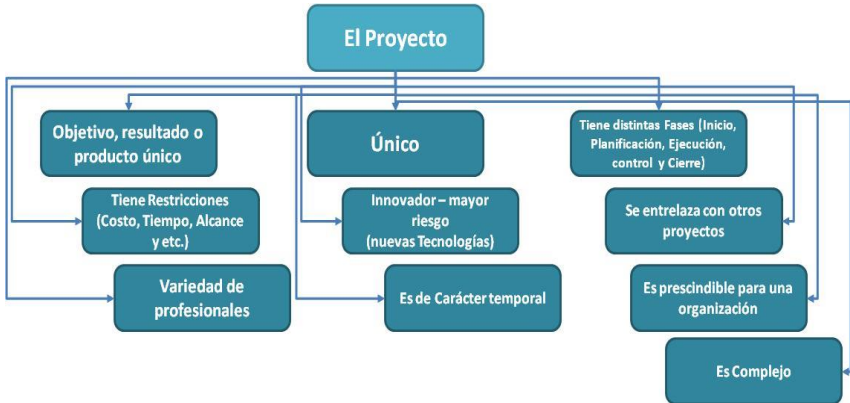 El Proyecto
Objetivo, resultado o
producto único
Único
Tiene distintas Fases (Inicio,
Planificación, Ejecución,
control y Cierre)
Tiene Restricciones
(Costo, Tiempo, Alcance
y etc.)
Innovador – mayor
riesgo
(nuevas Tecnologías)
Se entrelaza con otros
proyectos
Variedad de
profesionales
Es de Carácter temporal
Es prescindible para una
organización
Es Complejo